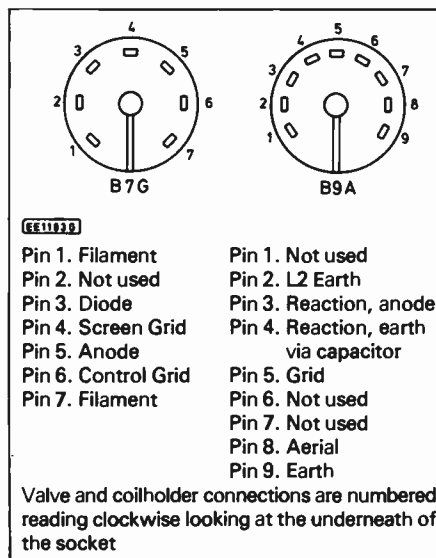 4
3 5
2 6
1 7
B7G
5
4 6
3 7
2 8
1 9
B9A
EE1193G
Pin 1. Filament
Pin 2. Not used
Pin 3. Diode
Pin 4. Screen Grid
Pin 5. Anode
Pin 6. Control Grid
Pin 7. Filament
Pin 1. Not used
Pin 2. L2 Earth
Pin 3. Reaction, anode
Pin 4. Reaction, earth
via capacitor
Pin 5. Grid
Pin 6. Not used
Pin 7. Not used
Pin 8. Aerial
Pin 9. Earth
Valve and coilholder connections are numbered
reading clockwise looking at the underneath of
the socket